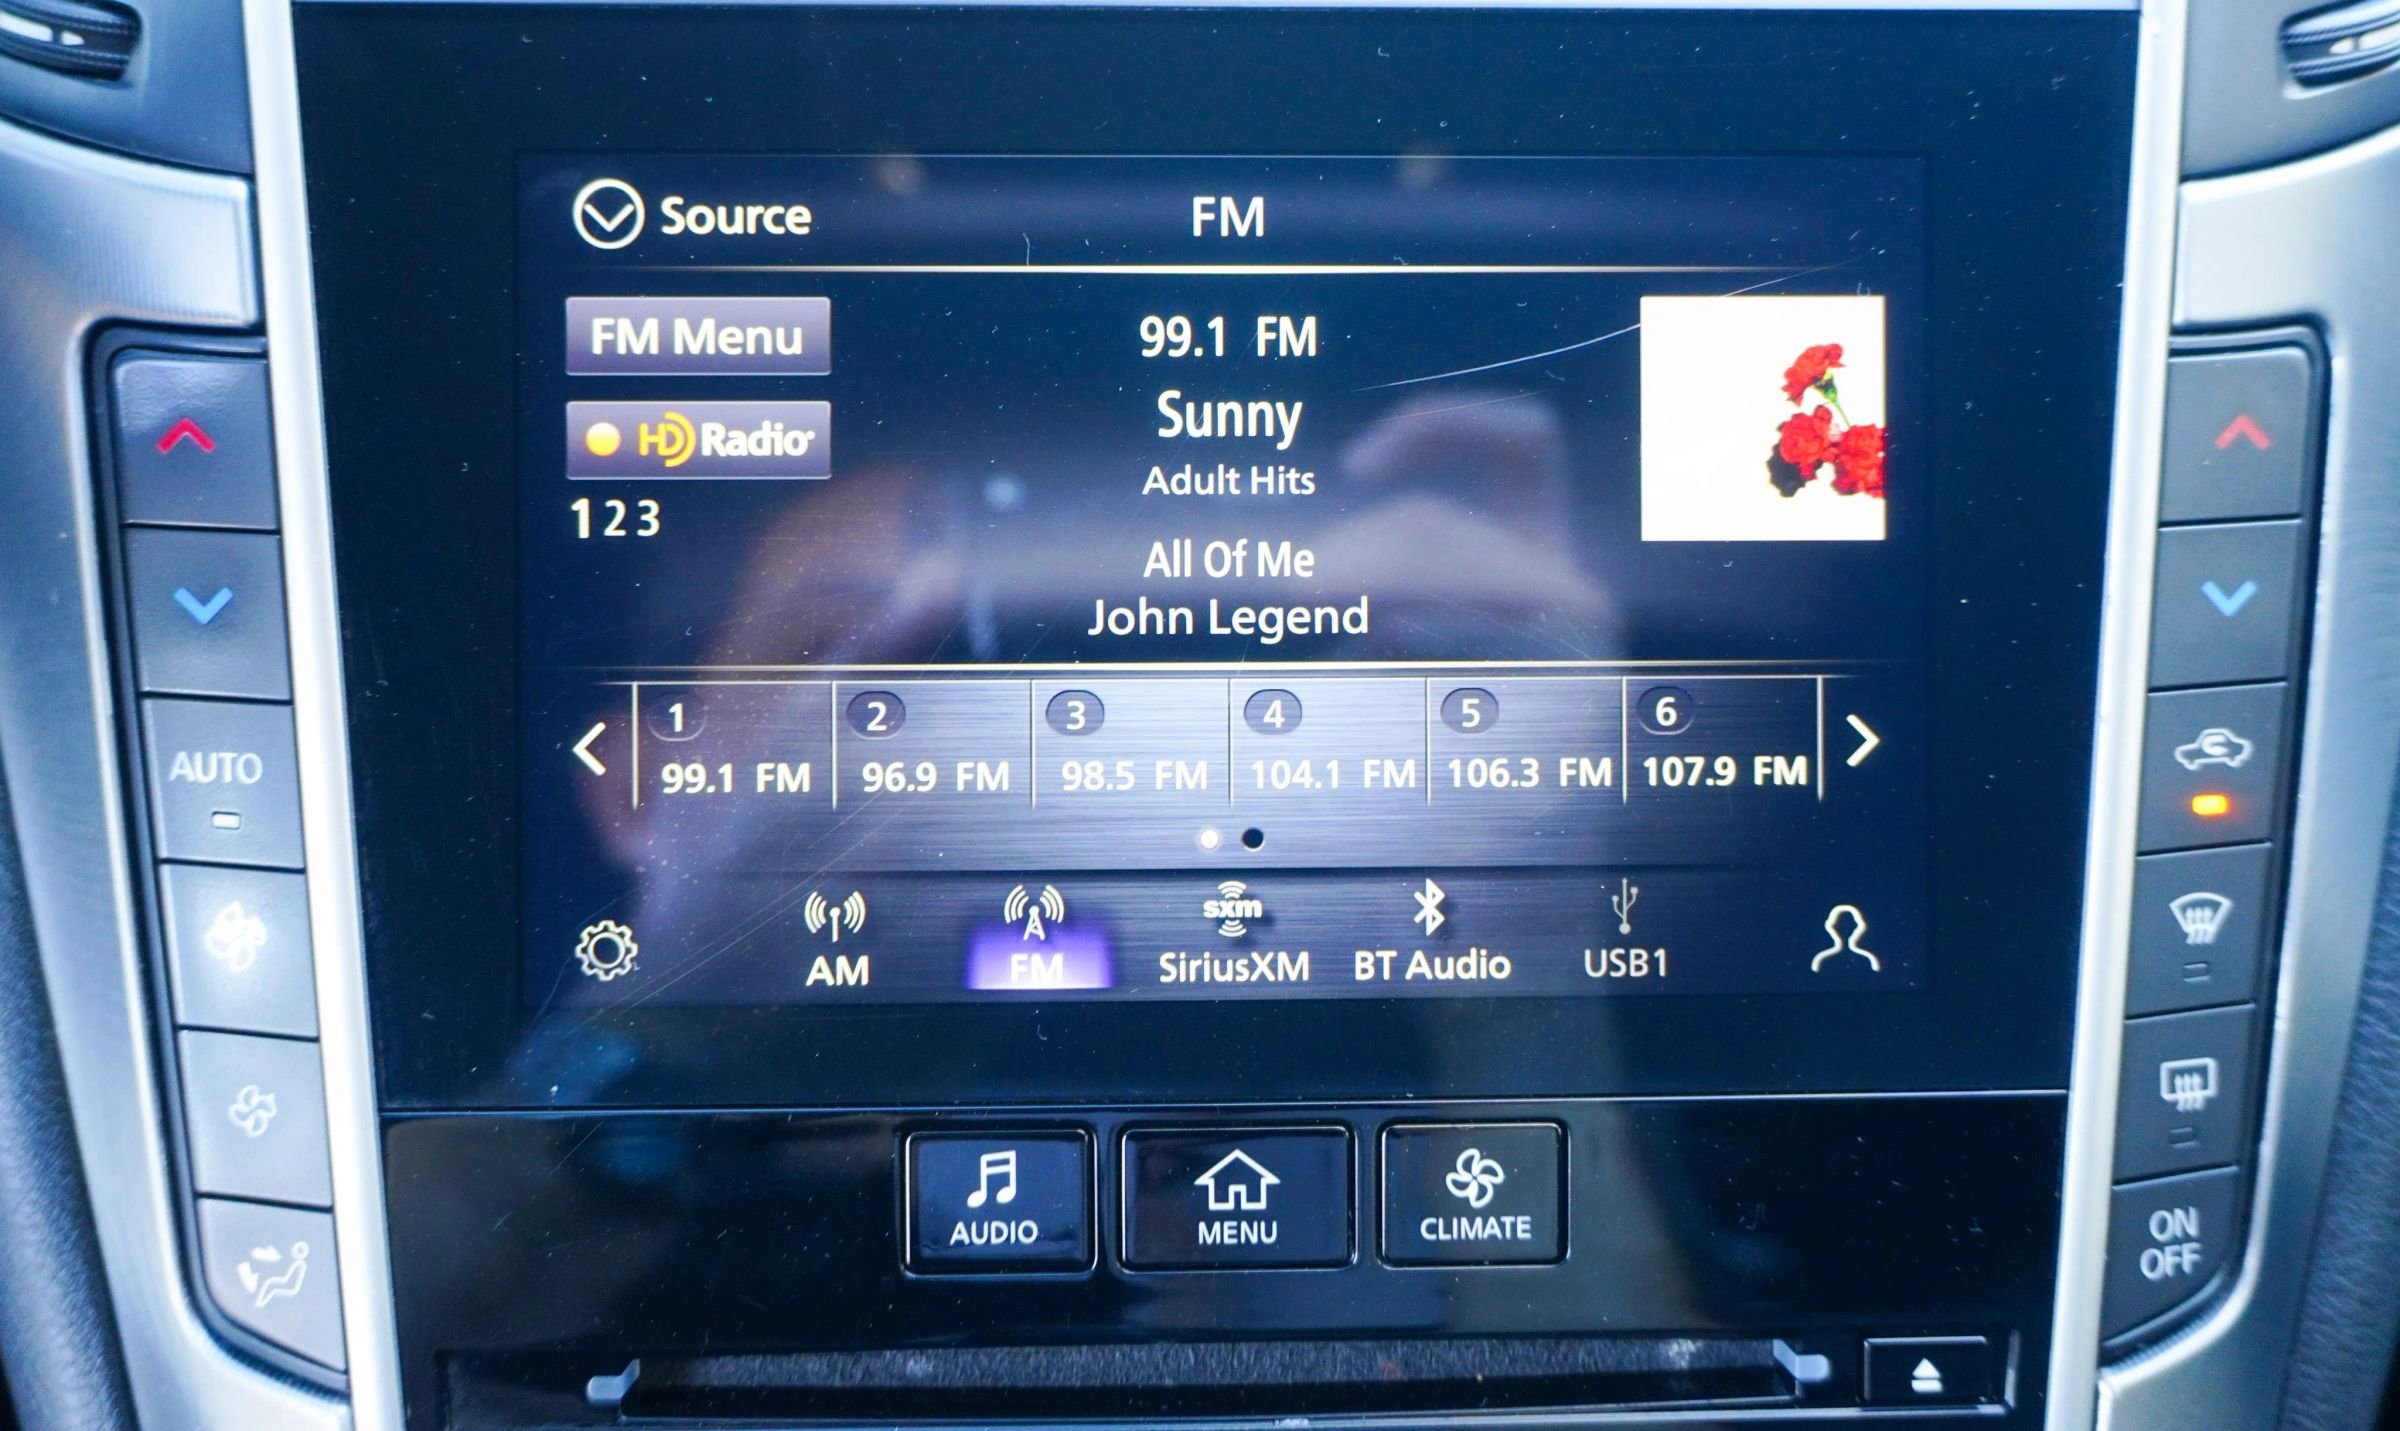 Source
FM
FM Menu
HD Radio
1 2 3
99.1 FM
Sunny
Adult Hits
All Of Me
John Legend
1 2 3 4 5 6
99.1 FM 96.9 FM 98.5 FM 104.1 FM 106.3 FM 107.9 FM
sxm
AM FM SiriusXM BT Audio USB1
AUTO
AUDIO MENU CLIMATE
ON
OFF